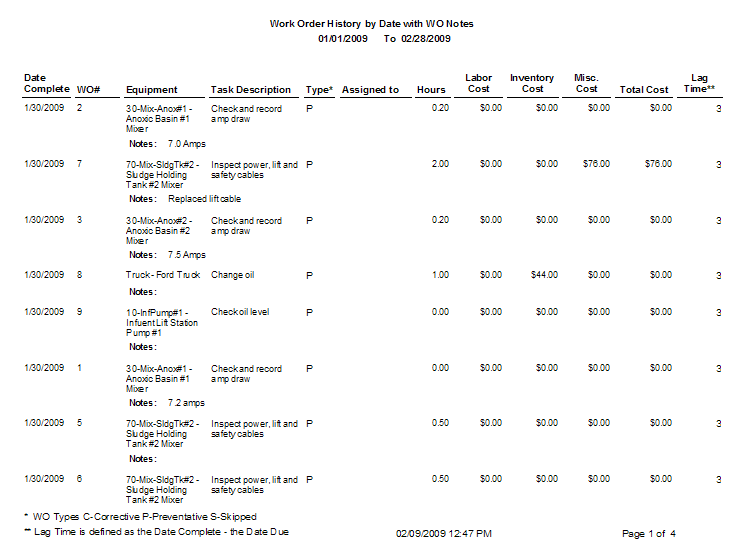 Work Order History by Date with WO Notes
01/01/2009 To 02/28/2009
Date Complete WO# Equipment Task Description Type* Assigned to Hours Labor Cost Inventory Cost Misc. Cost Total Cost Lag Time**
1/30/2009 2 30-Mix-Anox#1 - Check and record P 0.20 $0.00 $0.00 $0.00 $0.00 3
Anoxic Basin #1 amp draw
Mixer
Notes: 7.0 Amps
1/30/2009 7 70-Mix-SldgTk#2 - Inspect power, lift and P 2.00 $0.00 $0.00 $76.00 $76.00 3
Sludge Holding safety cables
Tank #2 Mixer
Notes: Replaced lift cable
1/30/2009 3 30-Mix-Anox#2 - Check and record P 0.20 $0.00 $0.00 $0.00 $0.00 3
Anoxic Basin #2 amp draw
Mixer
Notes: 7.5 Amps
1/30/2009 8 Truck - Ford Truck Change oil P 1.00 $0.00 $44.00 $0.00 $0.00 3
Notes:
1/30/2009 9 10-InfPump#1 - Check oil level P 0.00 $0.00 $0.00 $0.00 $0.00 3
Infuent Lift Station
Pump #1
Notes:
1/30/2009 1 30-Mix-Anox#1 - Check and record P 0.00 $0.00 $0.00 $0.00 $0.00 3
Anoxic Basin #1 amp draw
Mixer
Notes: 7.2 amps
1/30/2009 5 70-Mix-SldgTk#2 - Inspect power, lift and P 0.50 $0.00 $0.00 $0.00 $0.00 3
Sludge Holding safety cables
Tank #2 Mixer
Notes:
1/30/2009 6 70-Mix-SldgTk#2 - Inspect power, lift and P 0.50 $0.00 $0.00 $0.00 $0.00 3
Sludge Holding safety cables
Tank #2 Mixer
* WO Types C-Corrective P-Preventative S-Skipped
** Lag Time is defined as the Date Complete - the Date Due
02/09/2009 12:47 PM Page 1 of 4